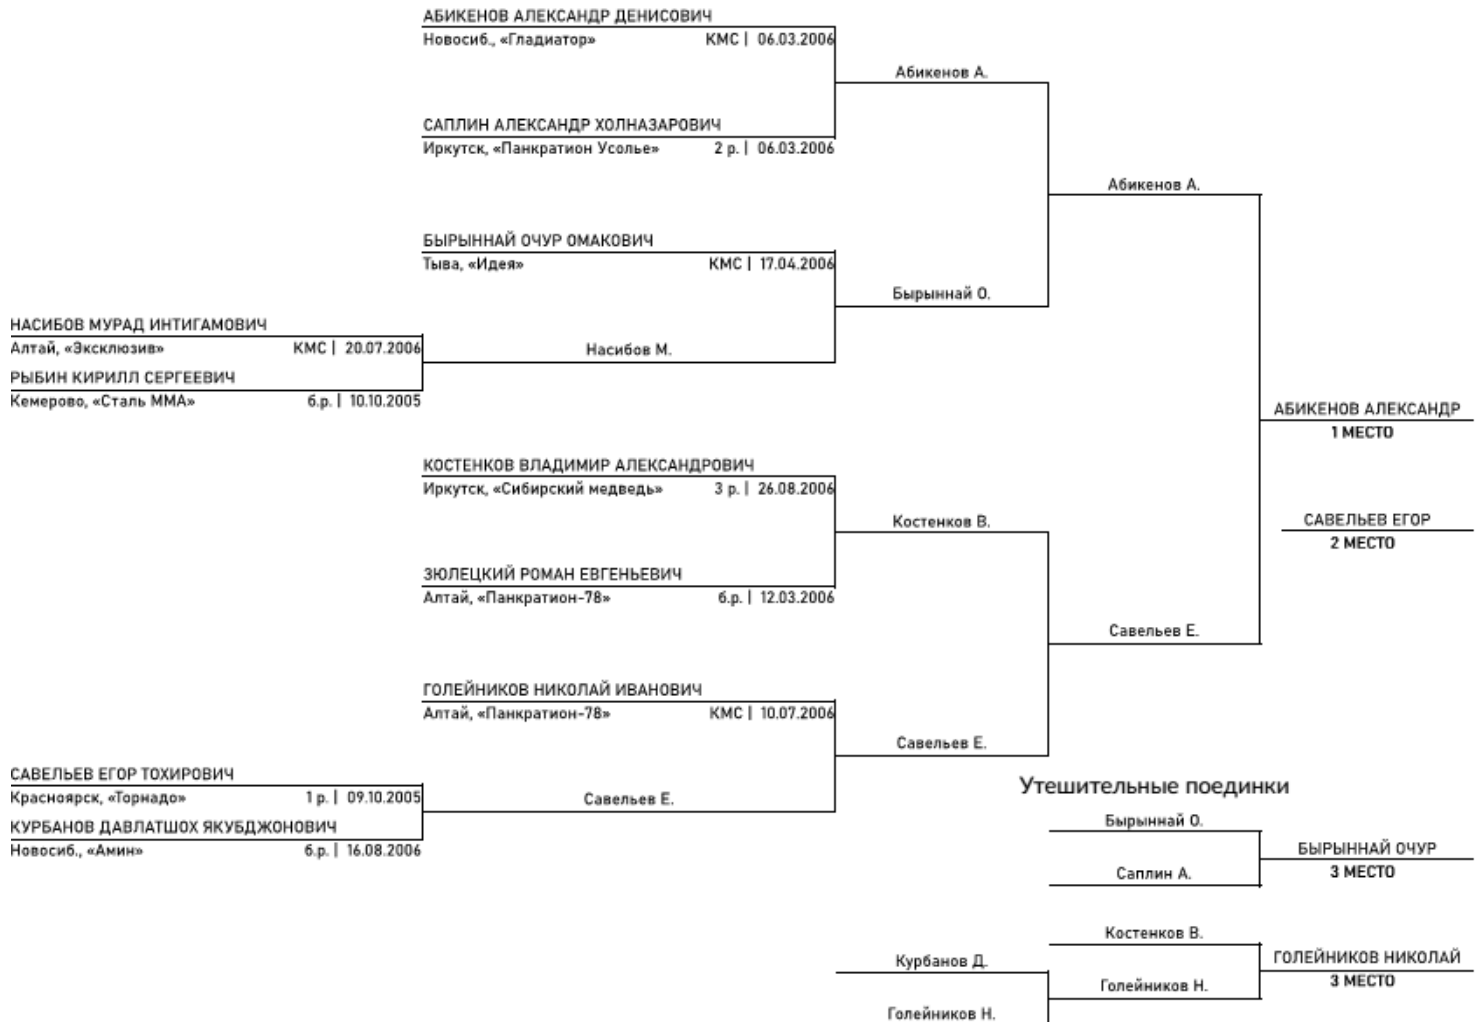 АБИКЕНОВ АЛЕКСАНДР ДЕНИСОВИЧ
Новосиб., «Гладиатор» КМС | 06.03.2006
Абикенов А.
САПЛИН АЛЕКСАНДР ХОЛНАЗАРОВИЧ
Иркутск, «Панкратион Усолье» 2 р. | 06.03.2006
Абикенов А.
БЫРЫННАЙ ОЧУР ОМАКОВИЧ
Тыва, «Идея» КМС | 17.04.2006
Бырыннай О.
НАСИБОВ МУРАД ИНТИГАМОВИЧ
Алтай, «Эксклюзив» КМС | 20.07.2006
Насибов М.
РЫБИН КИРИЛЛ СЕРГЕЕВИЧ
Кемерово, «Сталь ММА» б.р. | 10.10.2005
АБИКЕНОВ АЛЕКСАНДР
1 МЕСТО
КОСТЕНКОВ ВЛАДИМИР АЛЕКСАНДРОВИЧ
Иркутск, «Сибирский медведь» 3 р. | 26.08.2006
Костенков В.
САВЕЛЬЕВ ЕГОР
2 МЕСТО
ЗЮЛЕЦКИЙ РОМАН ЕВГЕНЬЕВИЧ
Алтай, «Панкратион-78» б.р. | 12.03.2006
Савельев Е.
ГОЛЕЙНИКОВ НИКОЛАЙ ИВАНОВИЧ
Алтай, «Панкратион-78» КМС | 10.07.2006
Савельев Е.
САВЕЛЬЕВ ЕГОР ТОХИРОВИЧ
Красноярск, «Торнадо» 1 р. | 09.10.2005
Савельев Е.
КУРБАНОВ ДАВЛАТШОХ ЯКУБДЖОНОВИЧ
Новосиб., «Амин» б.р. | 16.08.2006
Утешительные поединки
Бырыннай О.
БЫРЫННАЙ ОЧУР
3 МЕСТО
Саплин А.
Костенков В.
ГОЛЕЙНИКОВ НИКОЛАЙ
3 МЕСТО
Курбанов Д.
Голейников Н.
Голейников Н.